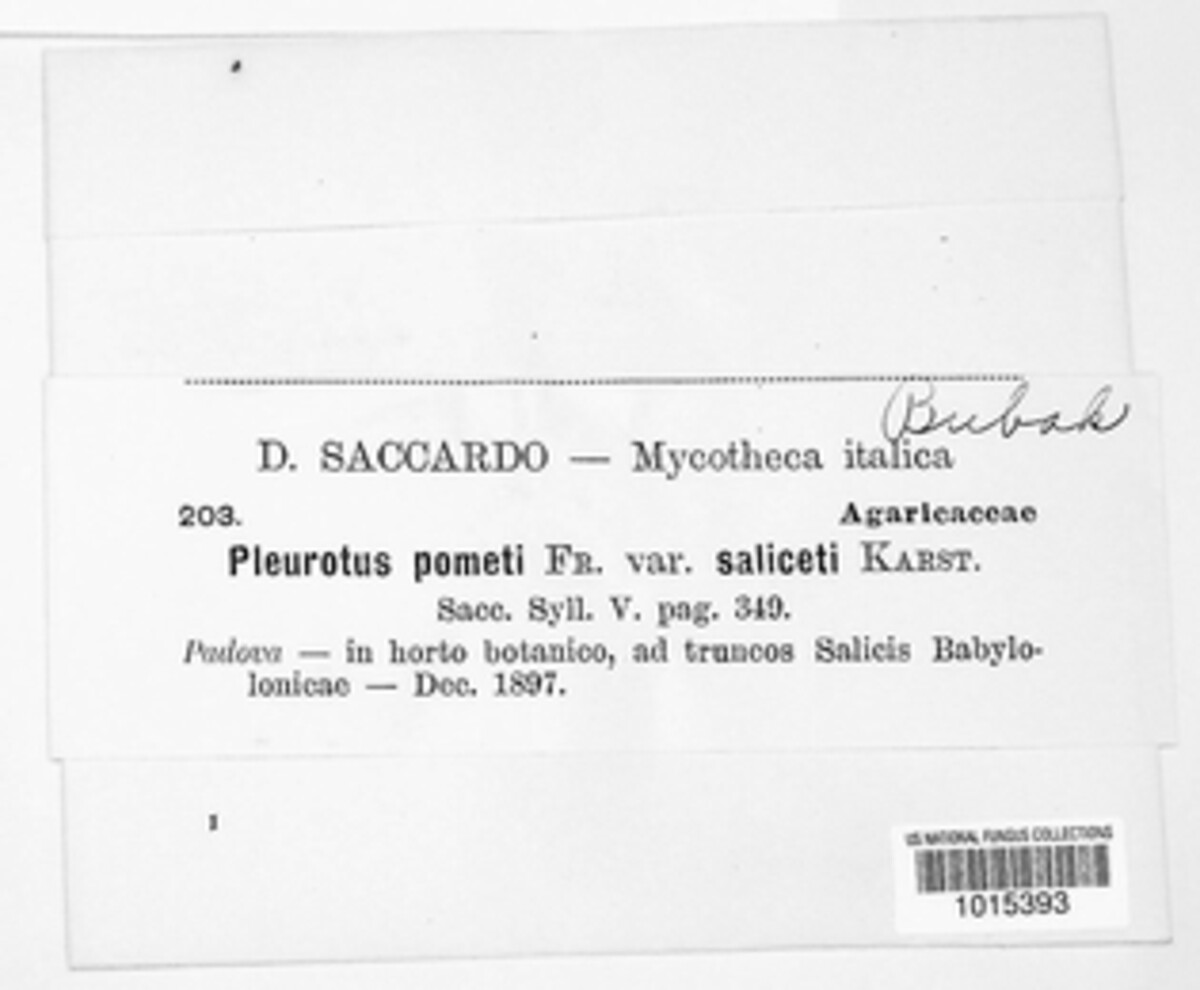 Bubak
D. SACCARDO — Mycotheca italica
203. Agaricaceae
Pleurotus pometi FR. var. saliceti KARST.
Sacc. Syll. V. pag. 349.
Padova — in horto botanico, ad truncos Salicis Babylo-
lonicae — Dec. 1897.
US NATIONAL FUNGUS COLLECTIONS
1015393